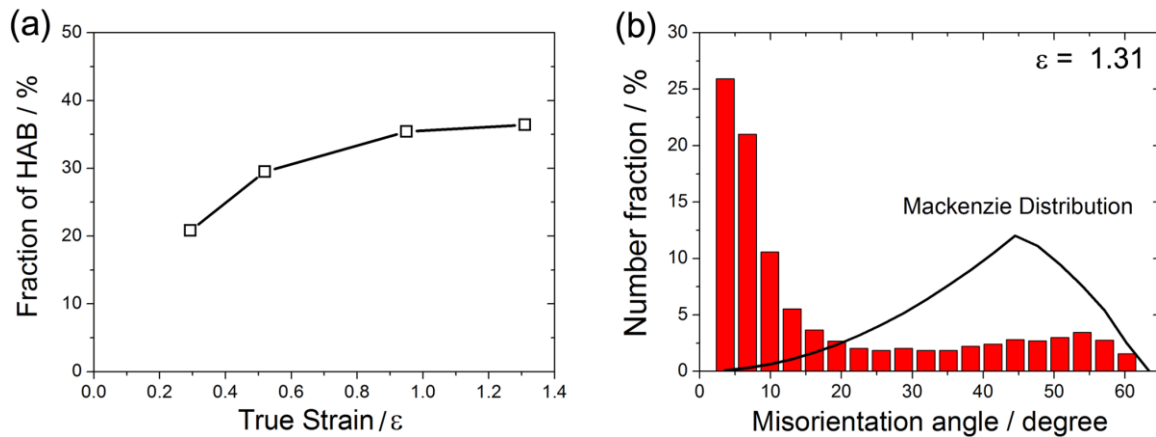 (a)
50
40
30
20
10
0
0.0 0.2 0.4 0.6 0.8 1.0 1.2 1.4
Fraction of HAB / %
True Strain/ε
(b)
ε = 1.31
30
25
20
15
10
5
0
0 10 20 30 40 50 60
Number fraction / %
Mackenzie Distribution
Misorientation angle / degree